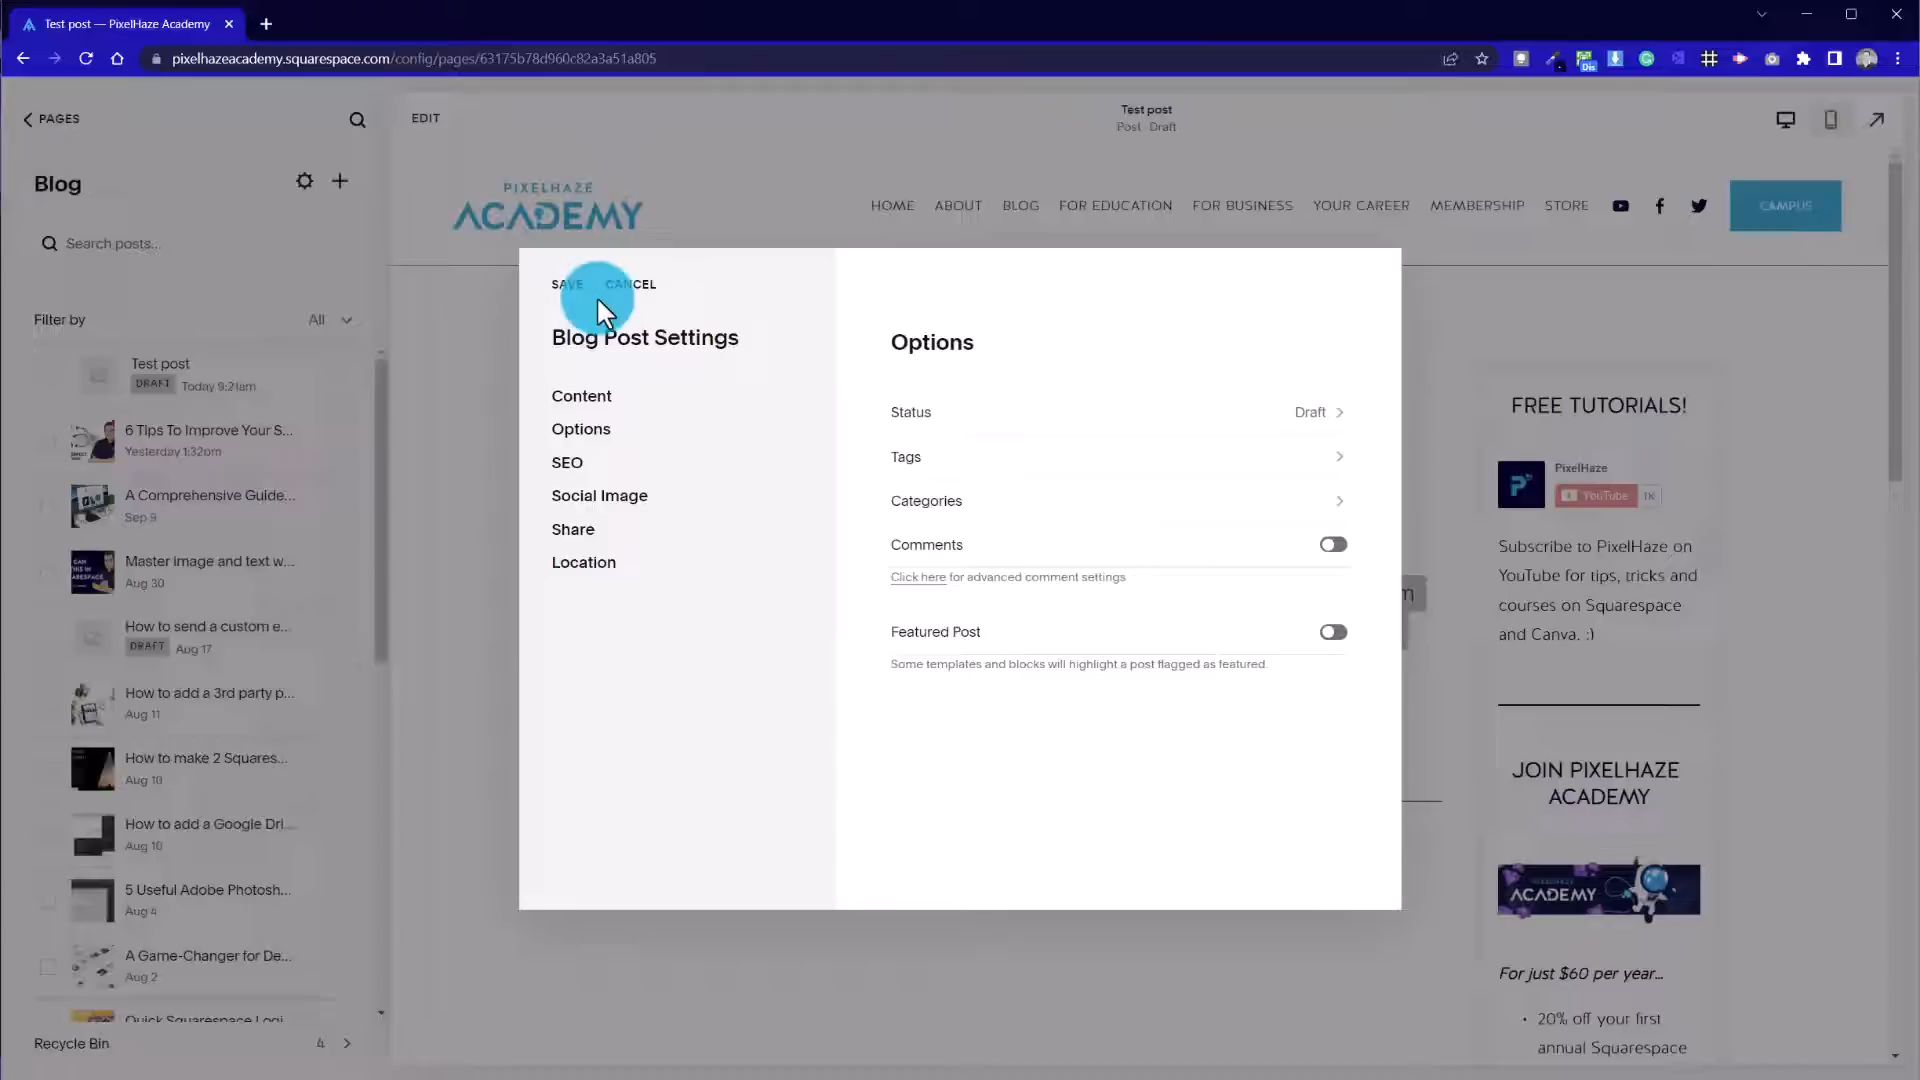 Test post — PixelHaze Academy
pixelhazeacademy.squarespace.com/config/pages/63175b78d960c82a3a51a805
Dis
PAGES
EDIT
Test post
Post · Draft
Blog
Search posts...
Filter by
All
Test post
DRAFT Today 9:21am
6 Tips To Improve Your S...
Yesterday 1:32pm
A Comprehensive Guide...
Sep 9
Master image and text w...
Aug 30
How to send a custom e...
DRAFT Aug 17
How to add a 3rd party p...
Aug 11
How to make 2 Squares...
Aug 10
How to add a Google Dri...
Aug 10
5 Useful Adobe Photosh...
Aug 4
A Game-Changer for De...
Aug 2
Quick Squarespace Logi
Recycle Bin
4
PIXELHAZE
ACADEMY
HOME ABOUT BLOG FOR EDUCATION FOR BUSINESS YOUR CAREER MEMBERSHIP STORE
CAMPUS
SAVE CANCEL
Blog Post Settings
Content
Options
SEO
Social Image
Share
Location
Options
Status
Draft
Tags
Categories
Comments
Click here for advanced comment settings
Featured Post
Some templates and blocks will highlight a post flagged as featured.
m
FREE TUTORIALS!
PixelHaze
YouTube 1K
Subscribe to PixelHaze on
YouTube for tips, tricks and
courses on Squarespace
and Canva. :)
JOIN PIXELHAZE
ACADEMY
PIXELHAZE
ACADEMY
For just $60 per year...
• 20% off your first
annual Squarespace